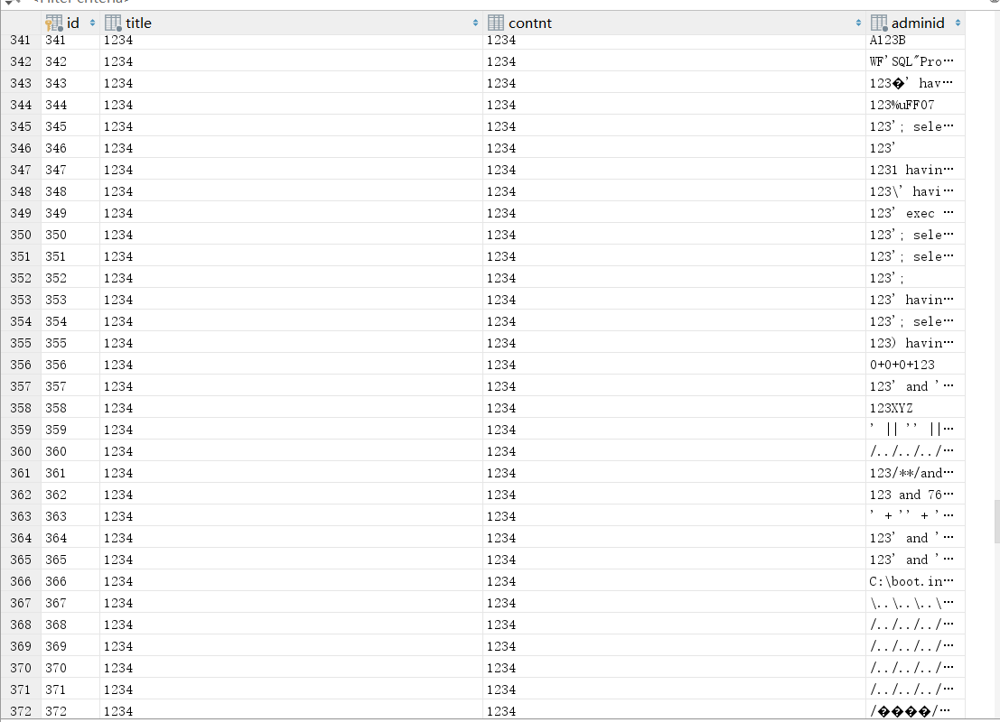 id title contnt adminid
341 341 1234 1234 A123B
342 342 1234 1234 WF'SQL"Pro…
343 343 1234 1234 123�' hav…
344 344 1234 1234 123%uFF07
345 345 1234 1234 123'; sele…
346 346 1234 1234 123'
347 347 1234 1234 1231 havin…
348 348 1234 1234 123\' havi…
349 349 1234 1234 123' exec …
350 350 1234 1234 123'; sele…
351 351 1234 1234 123'; sele…
352 352 1234 1234 123';
353 353 1234 1234 123' havin…
354 354 1234 1234 123'; sele…
355 355 1234 1234 123) havin…
356 356 1234 1234 0+0+0+123
357 357 1234 1234 123' and '…
358 358 1234 1234 123XYZ
359 359 1234 1234 ' || '' ||…
360 360 1234 1234 /../../../…
361 361 1234 1234 123/**/and…
362 362 1234 1234 123 and 76…
363 363 1234 1234 ' + '' + '…
364 364 1234 1234 123' and '…
365 365 1234 1234 123' and '…
366 366 1234 1234 C:\boot.in…
367 367 1234 1234 \..\..\..\…
368 368 1234 1234 /../../../…
369 369 1234 1234 /../../../…
370 370 1234 1234 /../../../…
371 371 1234 1234 /../../../…
372 372 1234 1234 /����/…